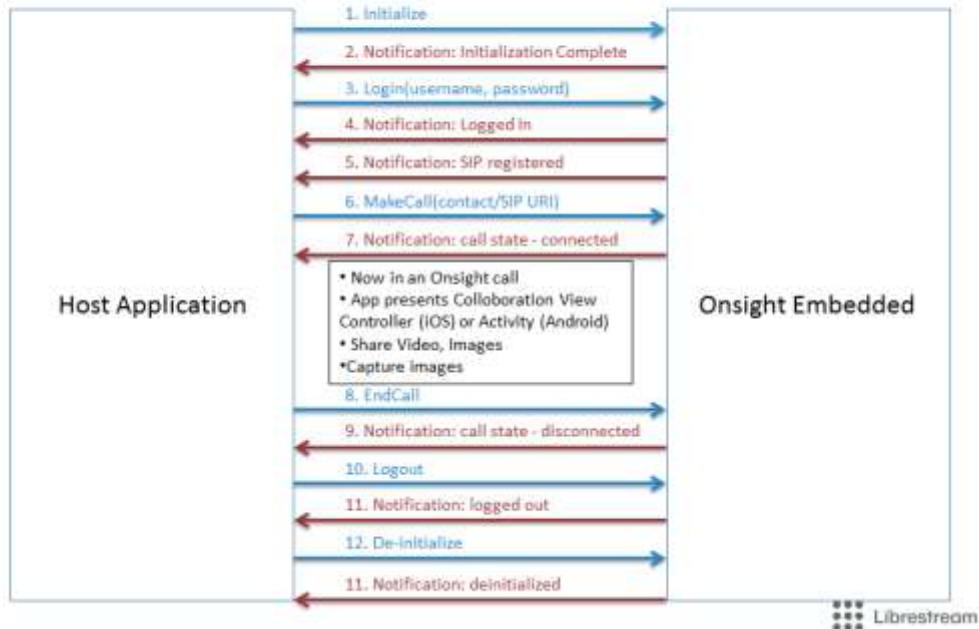 1. Initialize
2. Notification: Initialization Complete
3. Login(username, password)
4. Notification: Logged In
5. Notification: SIP registered
6. MakeCall(contact/SIP URI)
7. Notification: call state - connected
Host Application
• Now in an Onsight call
• App presents Colloboration View
Controller (iOS) or Activity (Android)
• Share Video, Images
•Capture images
Onsight Embedded
8. EndCall
9. Notification: call state - disconnected
10. Logout
11. Notification: logged out
12. De-initialize
11. Notification: deinitialized
Librestream